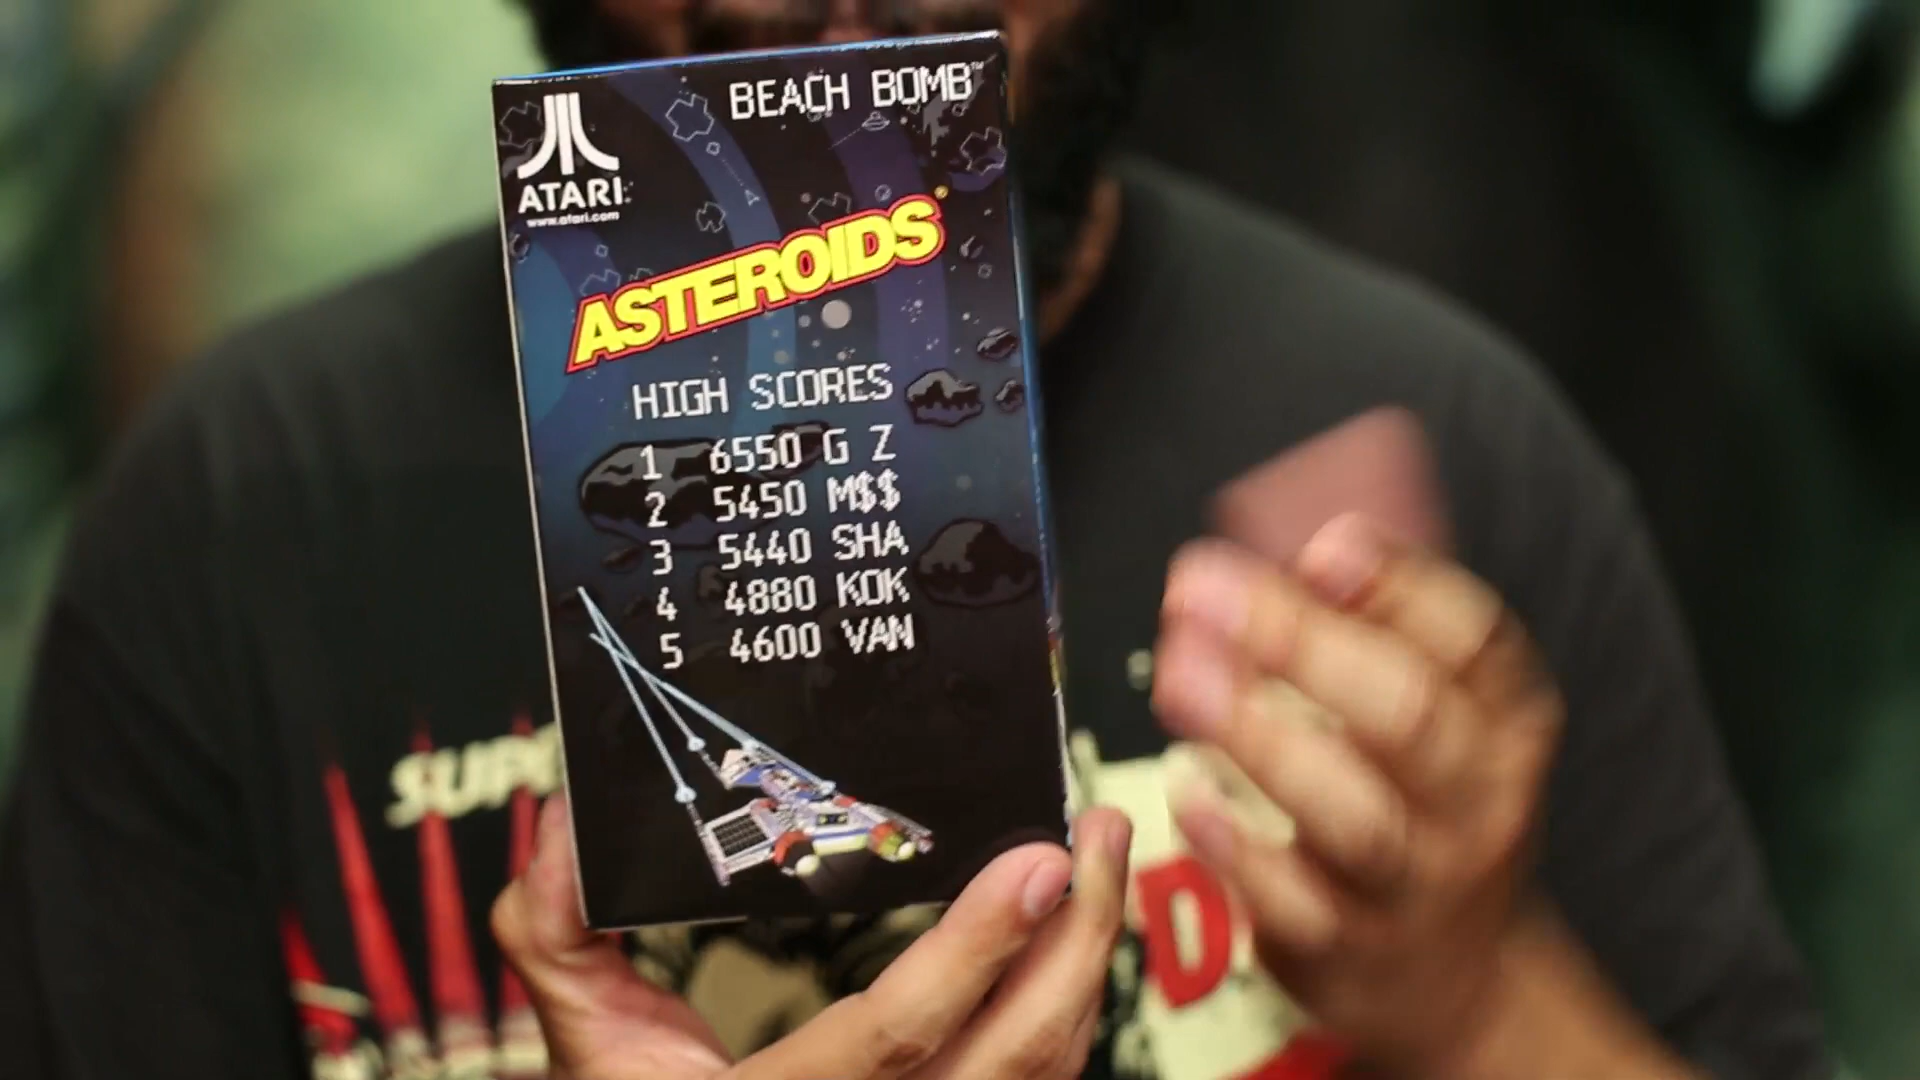 BEACH BOMB™
ATARI
www.atari.com
ASTEROIDS
HIGH SCORES
1 6550 G Z
2 5450 M$$
3 5440 SHA
4 4880 KOK
5 4600 VAN